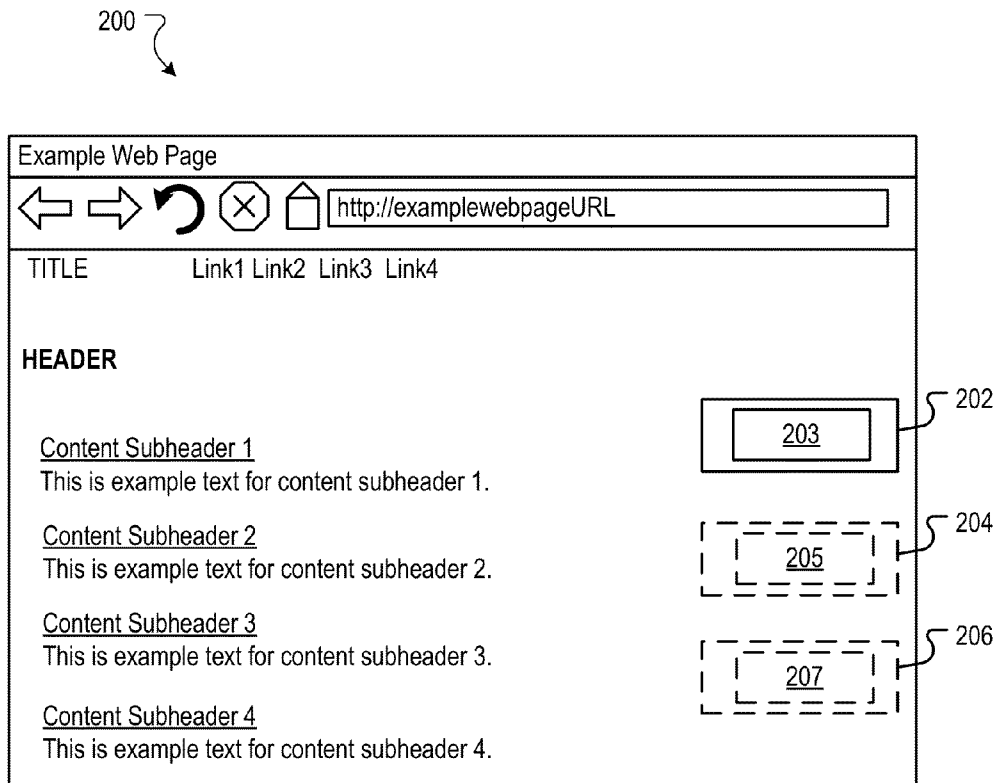 200
Example Web Page
http://examplewebpageURL
TITLE Link1 Link2 Link3 Link4
HEADER
202
203
Content Subheader 1
This is example text for content subheader 1.
204
Content Subheader 2
205
This is example text for content subheader 2.
Content Subheader 3
206
This is example text for content subheader 3.
207
Content Subheader 4
This is example text for content subheader 4.